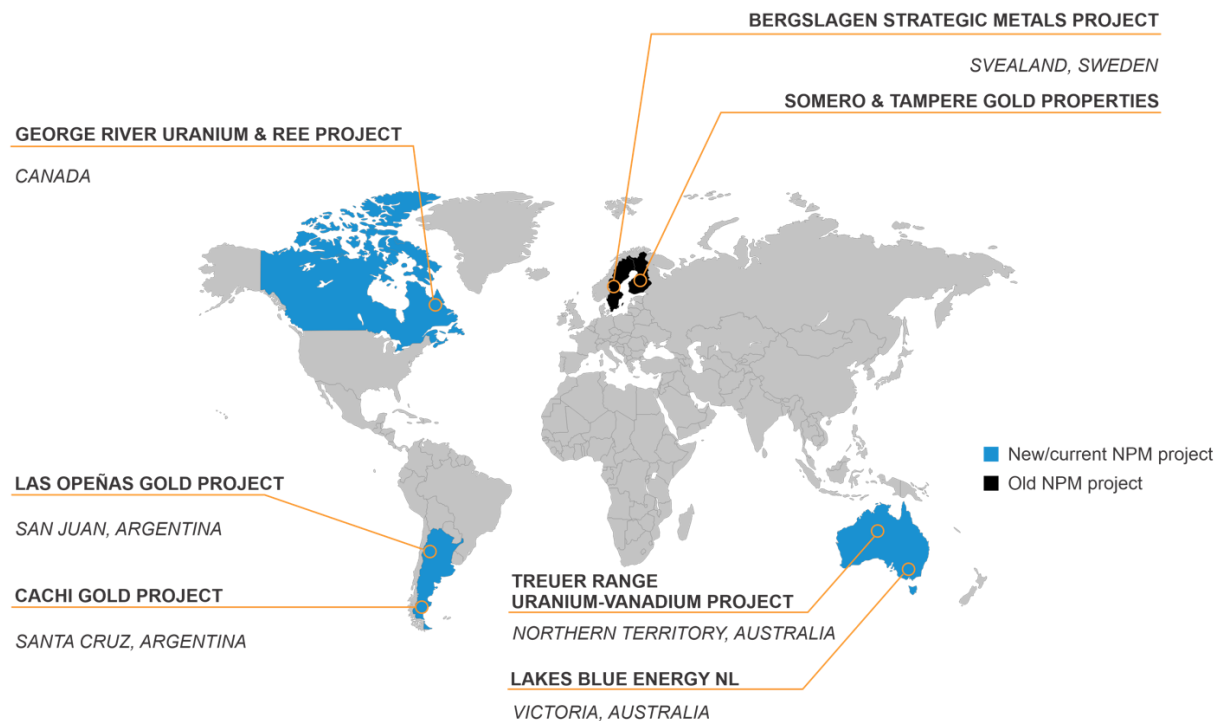 BERGSLAGEN STRATEGIC METALS PROJECT
SVEALAND, SWEDEN
SOMERO & TAMPERE GOLD PROPERTIES
GEORGE RIVER URANIUM & REE PROJECT
CANADA
New/current NPM project
Old NPM project
LAS OPEÑAS GOLD PROJECT
SAN JUAN, ARGENTINA
CACHI GOLD PROJECT
SANTA CRUZ, ARGENTINA
TREUER RANGE
URANIUM-VANADIUM PROJECT
NORTHERN TERRITORY, AUSTRALIA
LAKES BLUE ENERGY NL
VICTORIA, AUSTRALIA